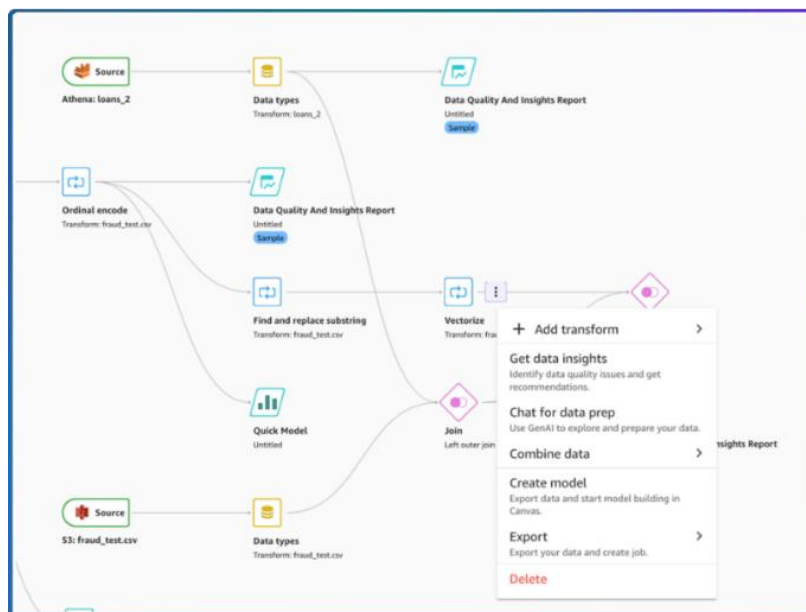 Source
Athena: loans_2
Data types
Transform: loans_2
Data Quality And Insights Report
Untitled
Sample
Ordinal encode
Transform: fraud_test.csv
Data Quality And Insights Report
Untitled
Sample
Find and replace substring
Transform: fraud_test.csv
Vectorize
Transform: fra
+ Add transform
Get data insights
Identify data quality issues and get
recommendations.
Chat for data prep
Use GenAI to explore and prepare your data.
Combine data
Create model
Export data and start model building in
Canvas.
Export
Export your data and create job.
Delete
Quick Model
Untitled
Join
Left outer join
nsights Report
Source
S3: fraud_test.csv
Data types
Transform: fraud_test.csv